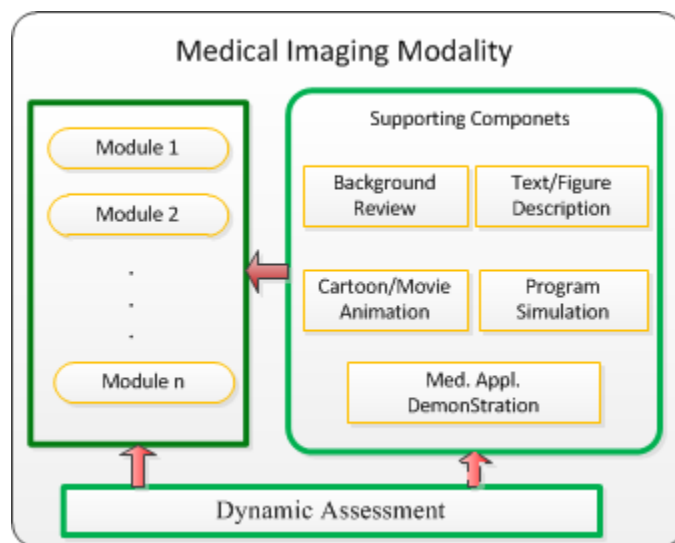 Medical Imaging Modality
Module 1
Module 2
.
.
.
Module n
Supporting Componets
Background
Review
Text/Figure
Description
Cartoon/Movie
Animation
Program
Simulation
Med. Appl.
DemonStration
Dynamic Assessment